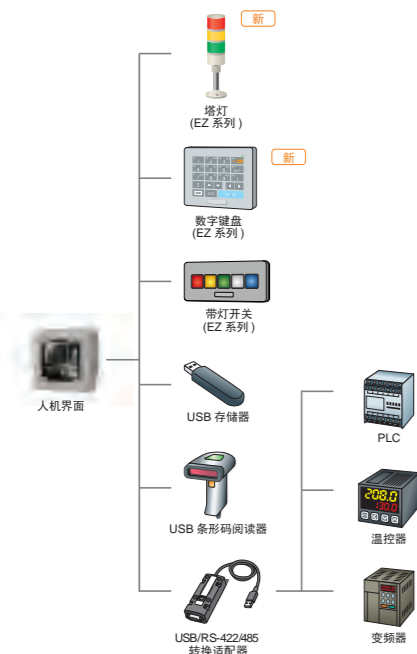 新
塔灯
(EZ 系列 )
新
数字键盘
(EZ 系列 )
带灯开关
(EZ 系列 )
人机界面
USB 存储器
PLC
USB 条形码阅读器
208.0
130.0
温控器
USB/RS-422/485
转换适配器
变频器